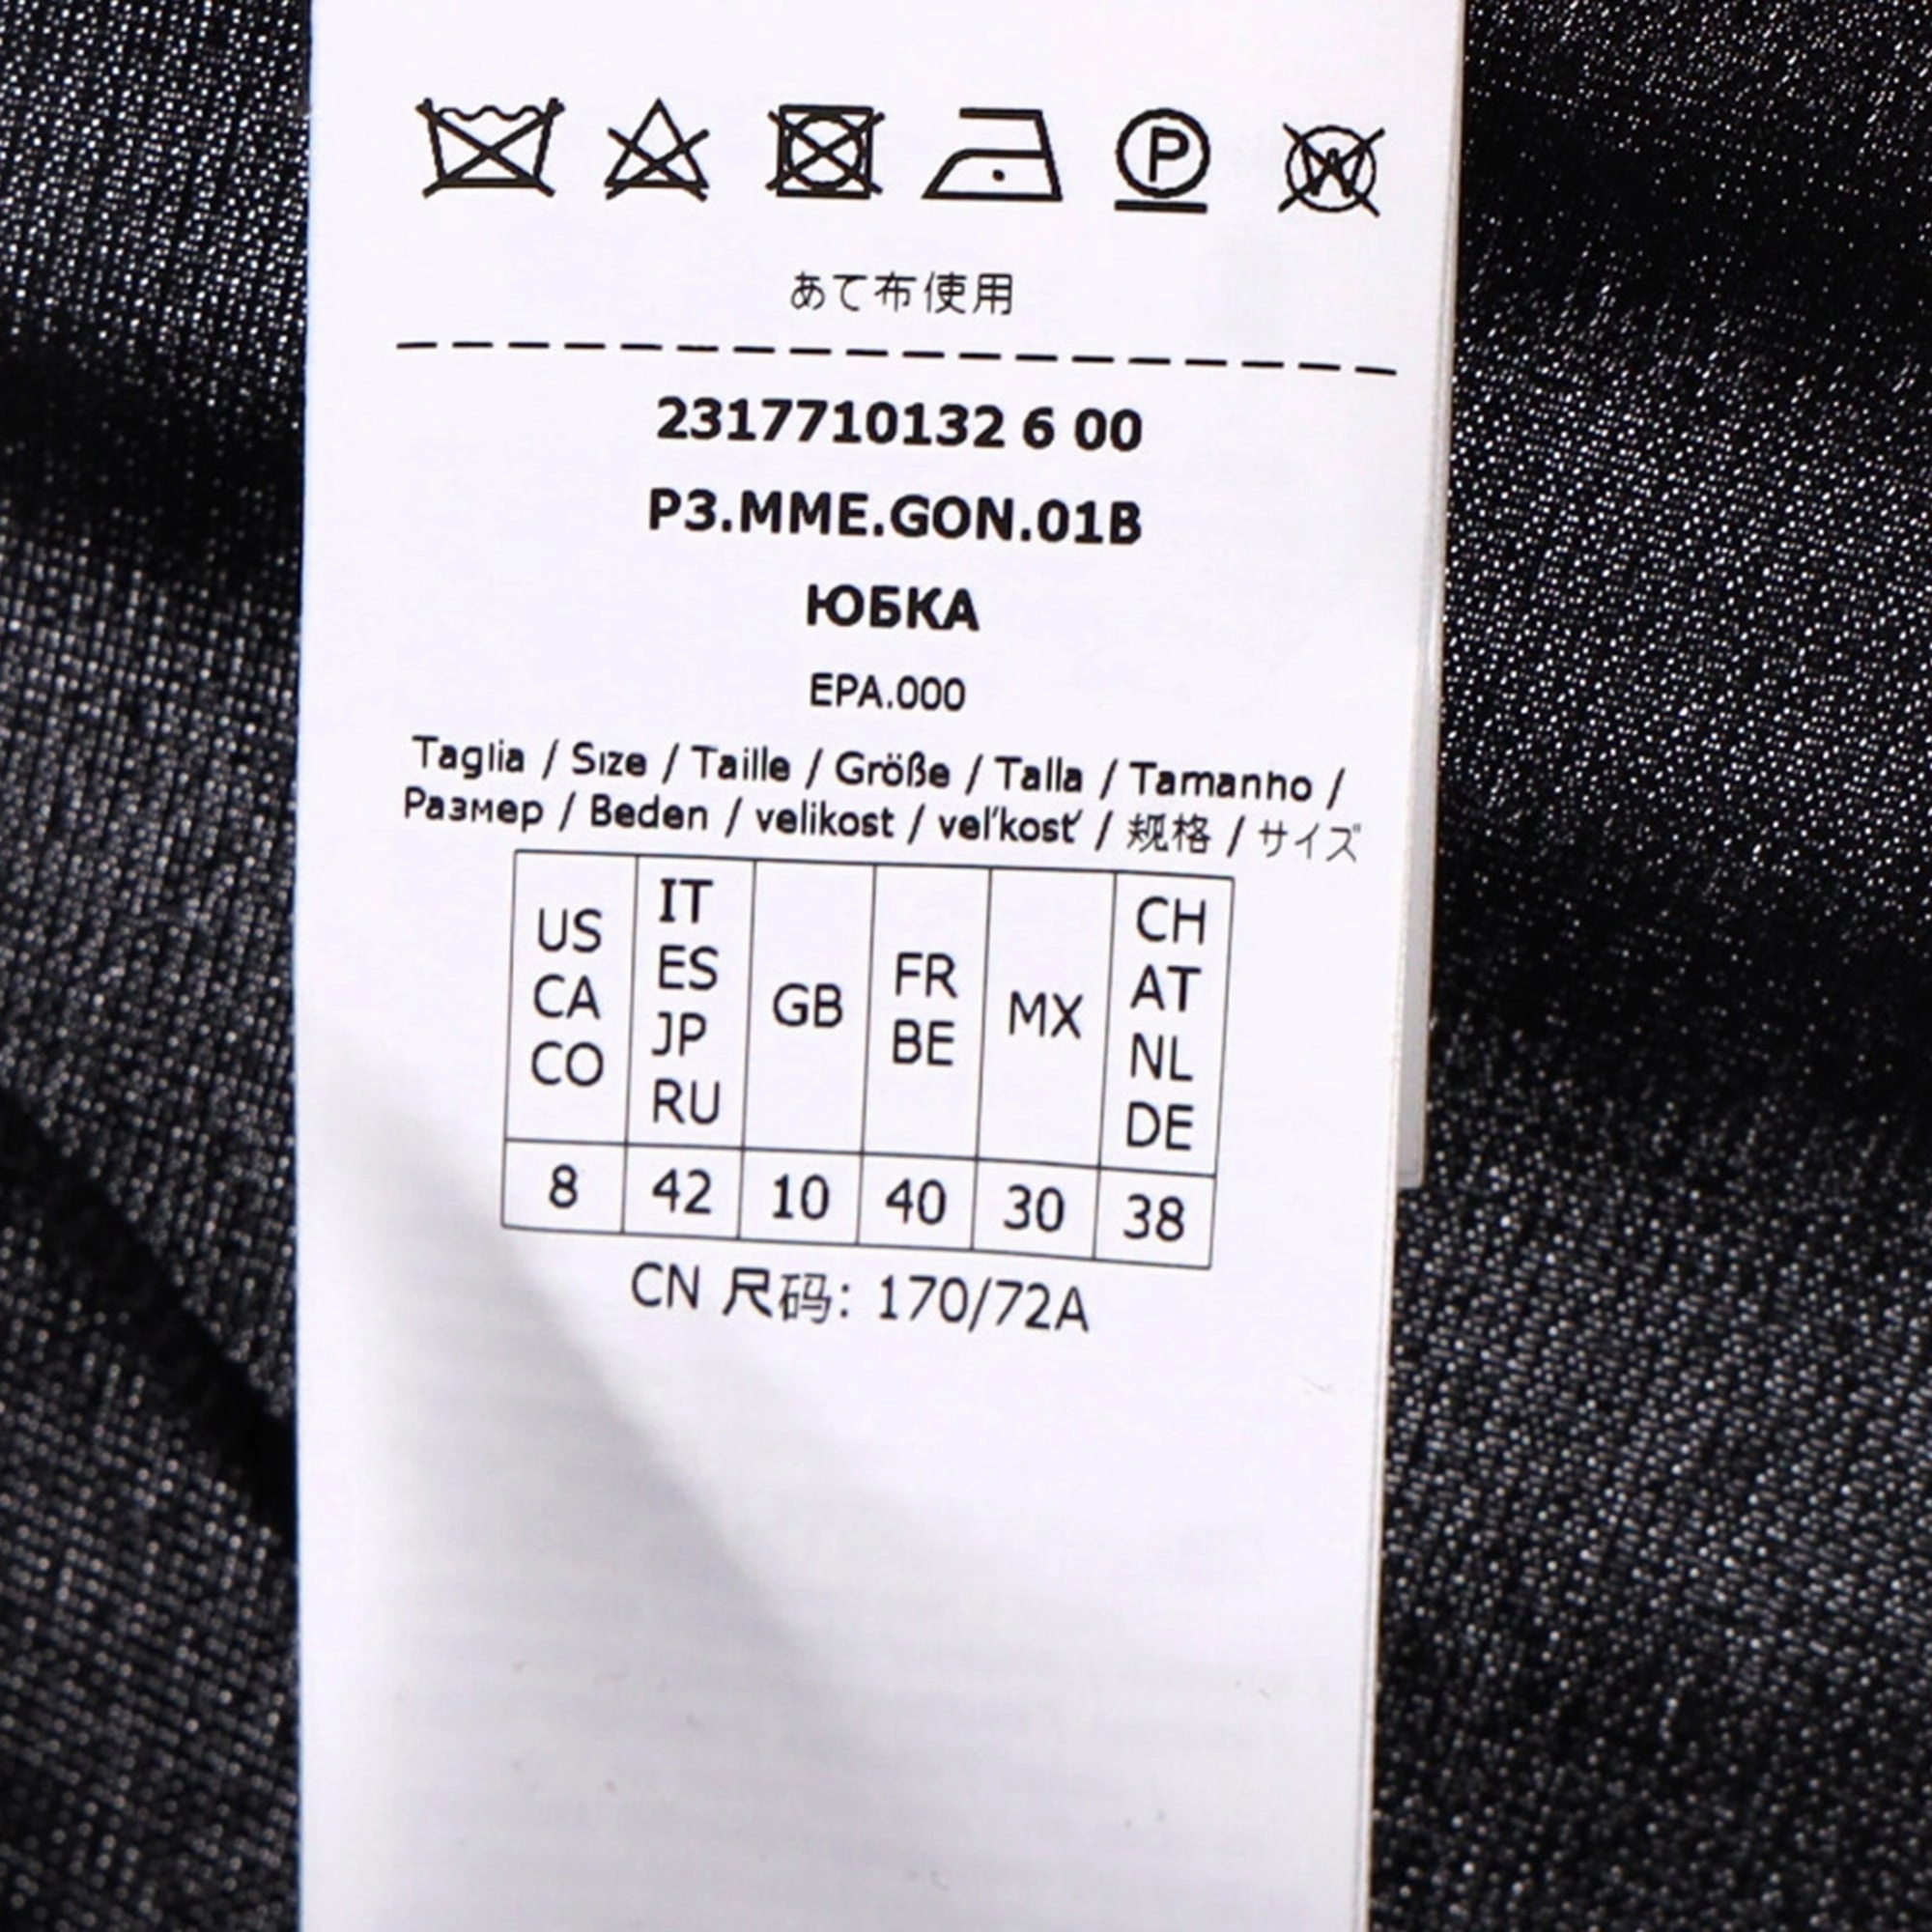 P
W
あて布使用
2317710132 6 00
P3.MME.GON.01B
ЮБКА
EPA.000
Taglia / Size / Taille / Größe / Talla / Tamanho /
Размер / Beden / velikost / veľkosť / 规格 / サイズ
US CA CO
IT ES JP RU
GB
FR BE
MX
CH AT NL DE
8 42 10 40 30 38
CN 尺码: 170/72A